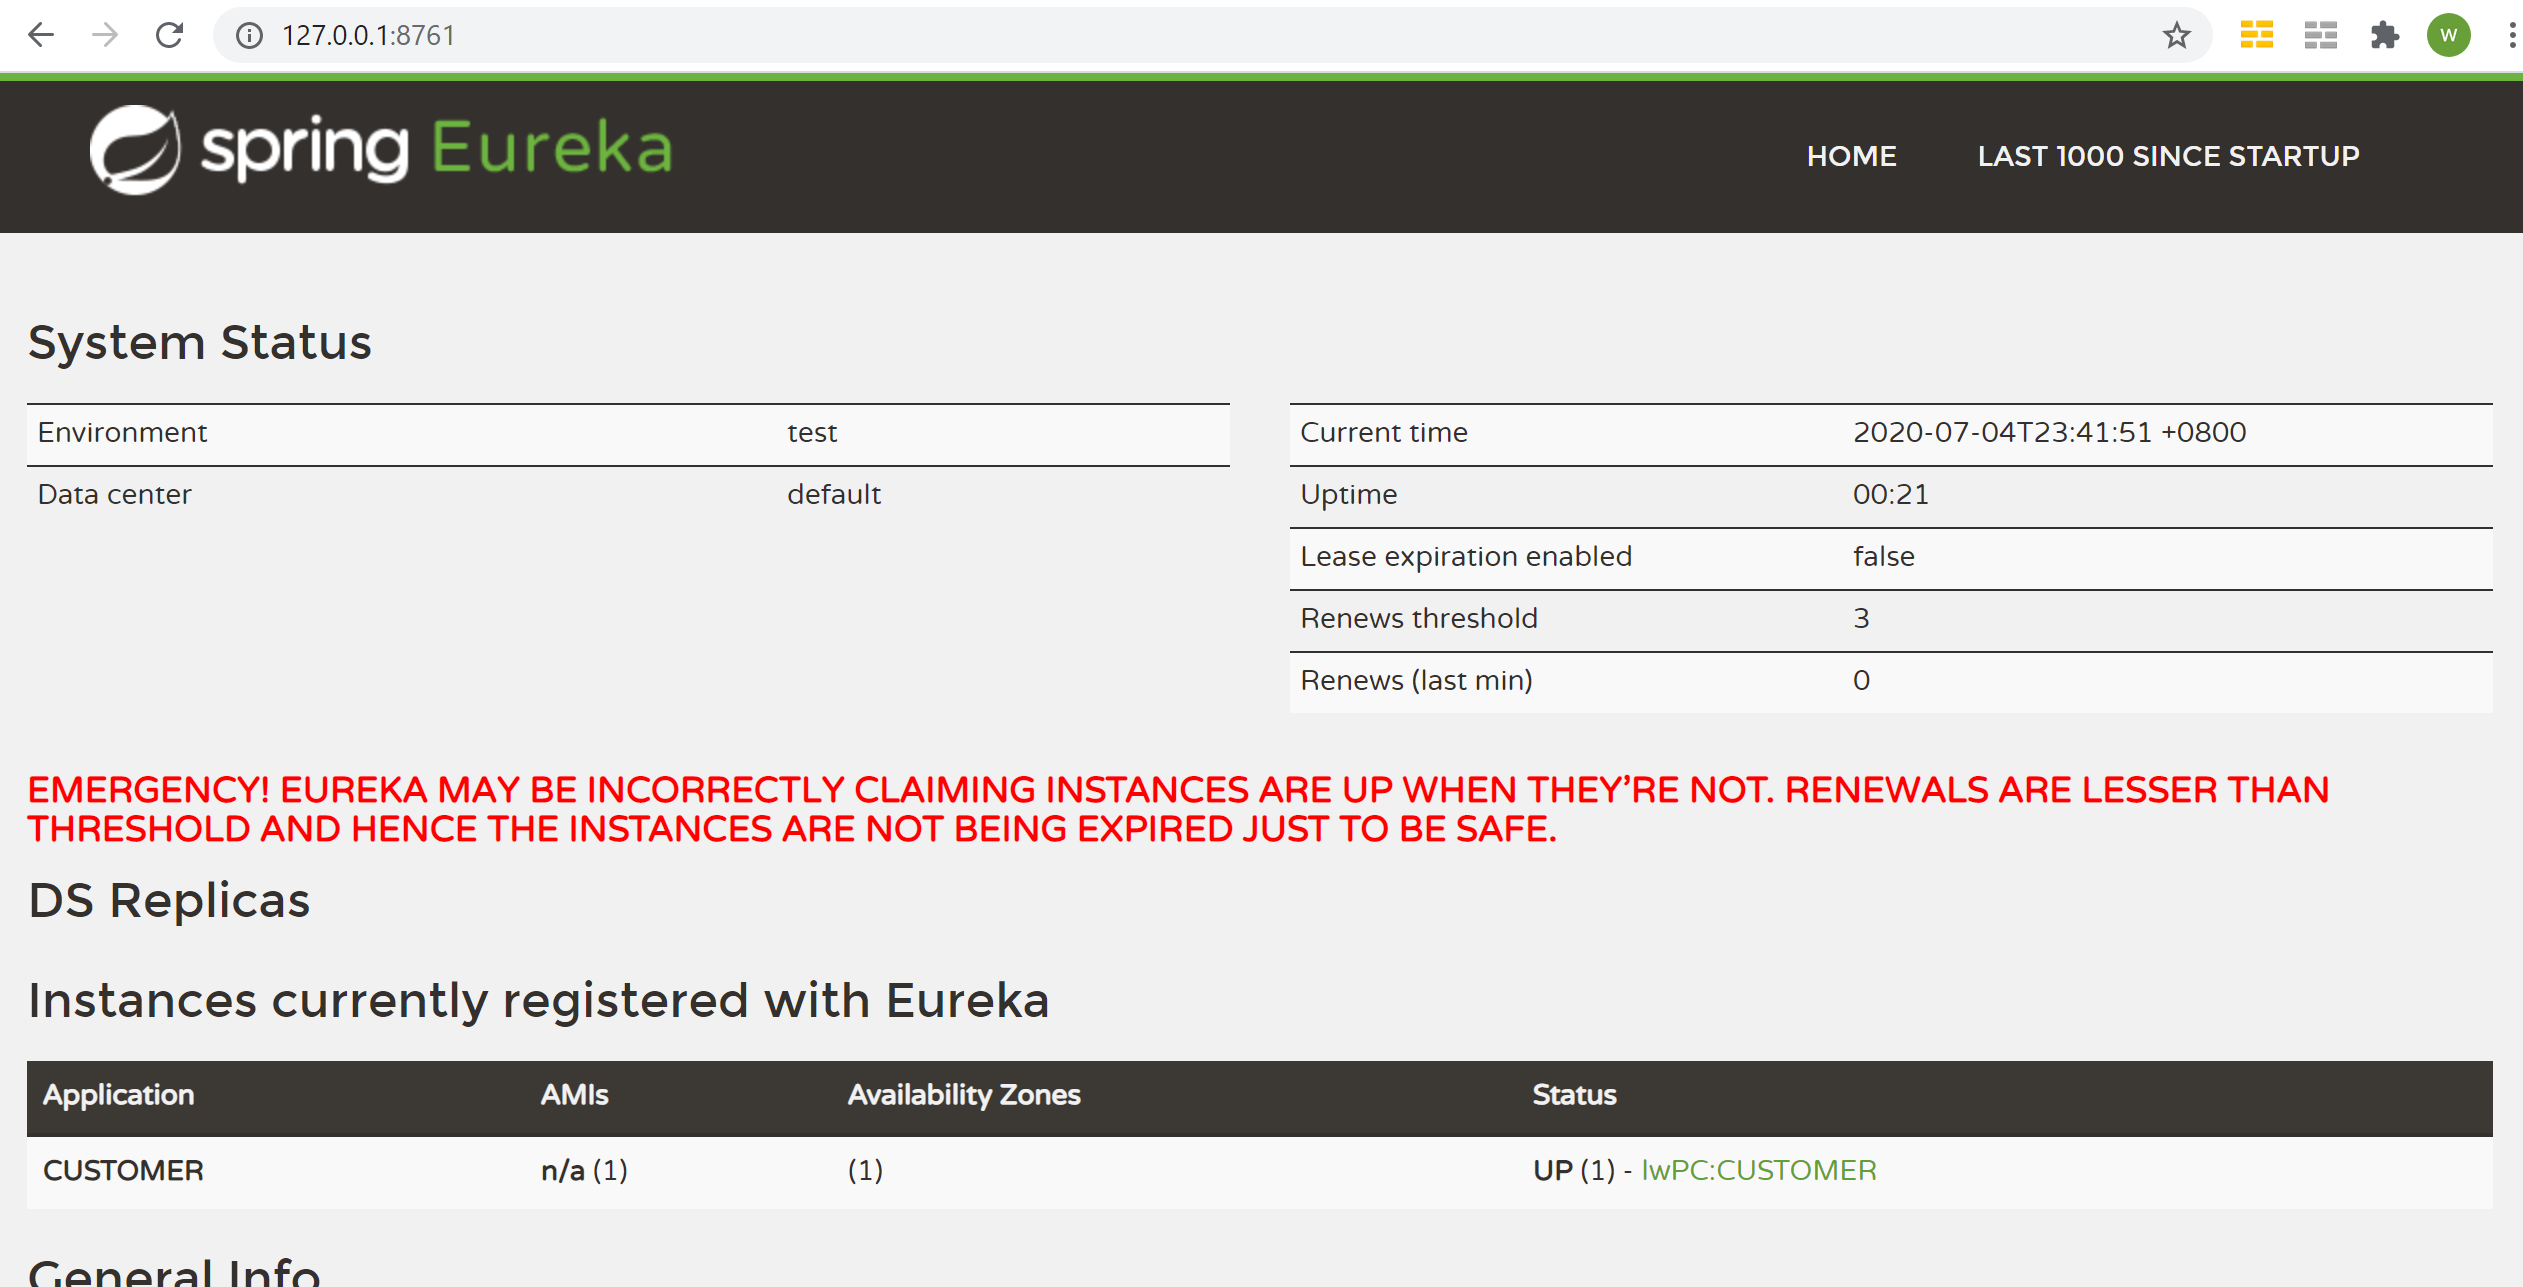 127.0.0.1:8761
W
spring Eureka
HOME LAST 1000 SINCE STARTUP
System Status
Environment test
Data center default
Current time 2020-07-04T23:41:51 +0800
Uptime 00:21
Lease expiration enabled false
Renews threshold 3
Renews (last min) 0
EMERGENCY! EUREKA MAY BE INCORRECTLY CLAIMING INSTANCES ARE UP WHEN THEY’RE NOT. RENEWALS ARE LESSER THAN
THRESHOLD AND HENCE THE INSTANCES ARE NOT BEING EXPIRED JUST TO BE SAFE.
DS Replicas
Instances currently registered with Eureka
Application AMIs Availability Zones Status
CUSTOMER n/a (1) (1) UP (1) - lwPC:CUSTOMER
General Info